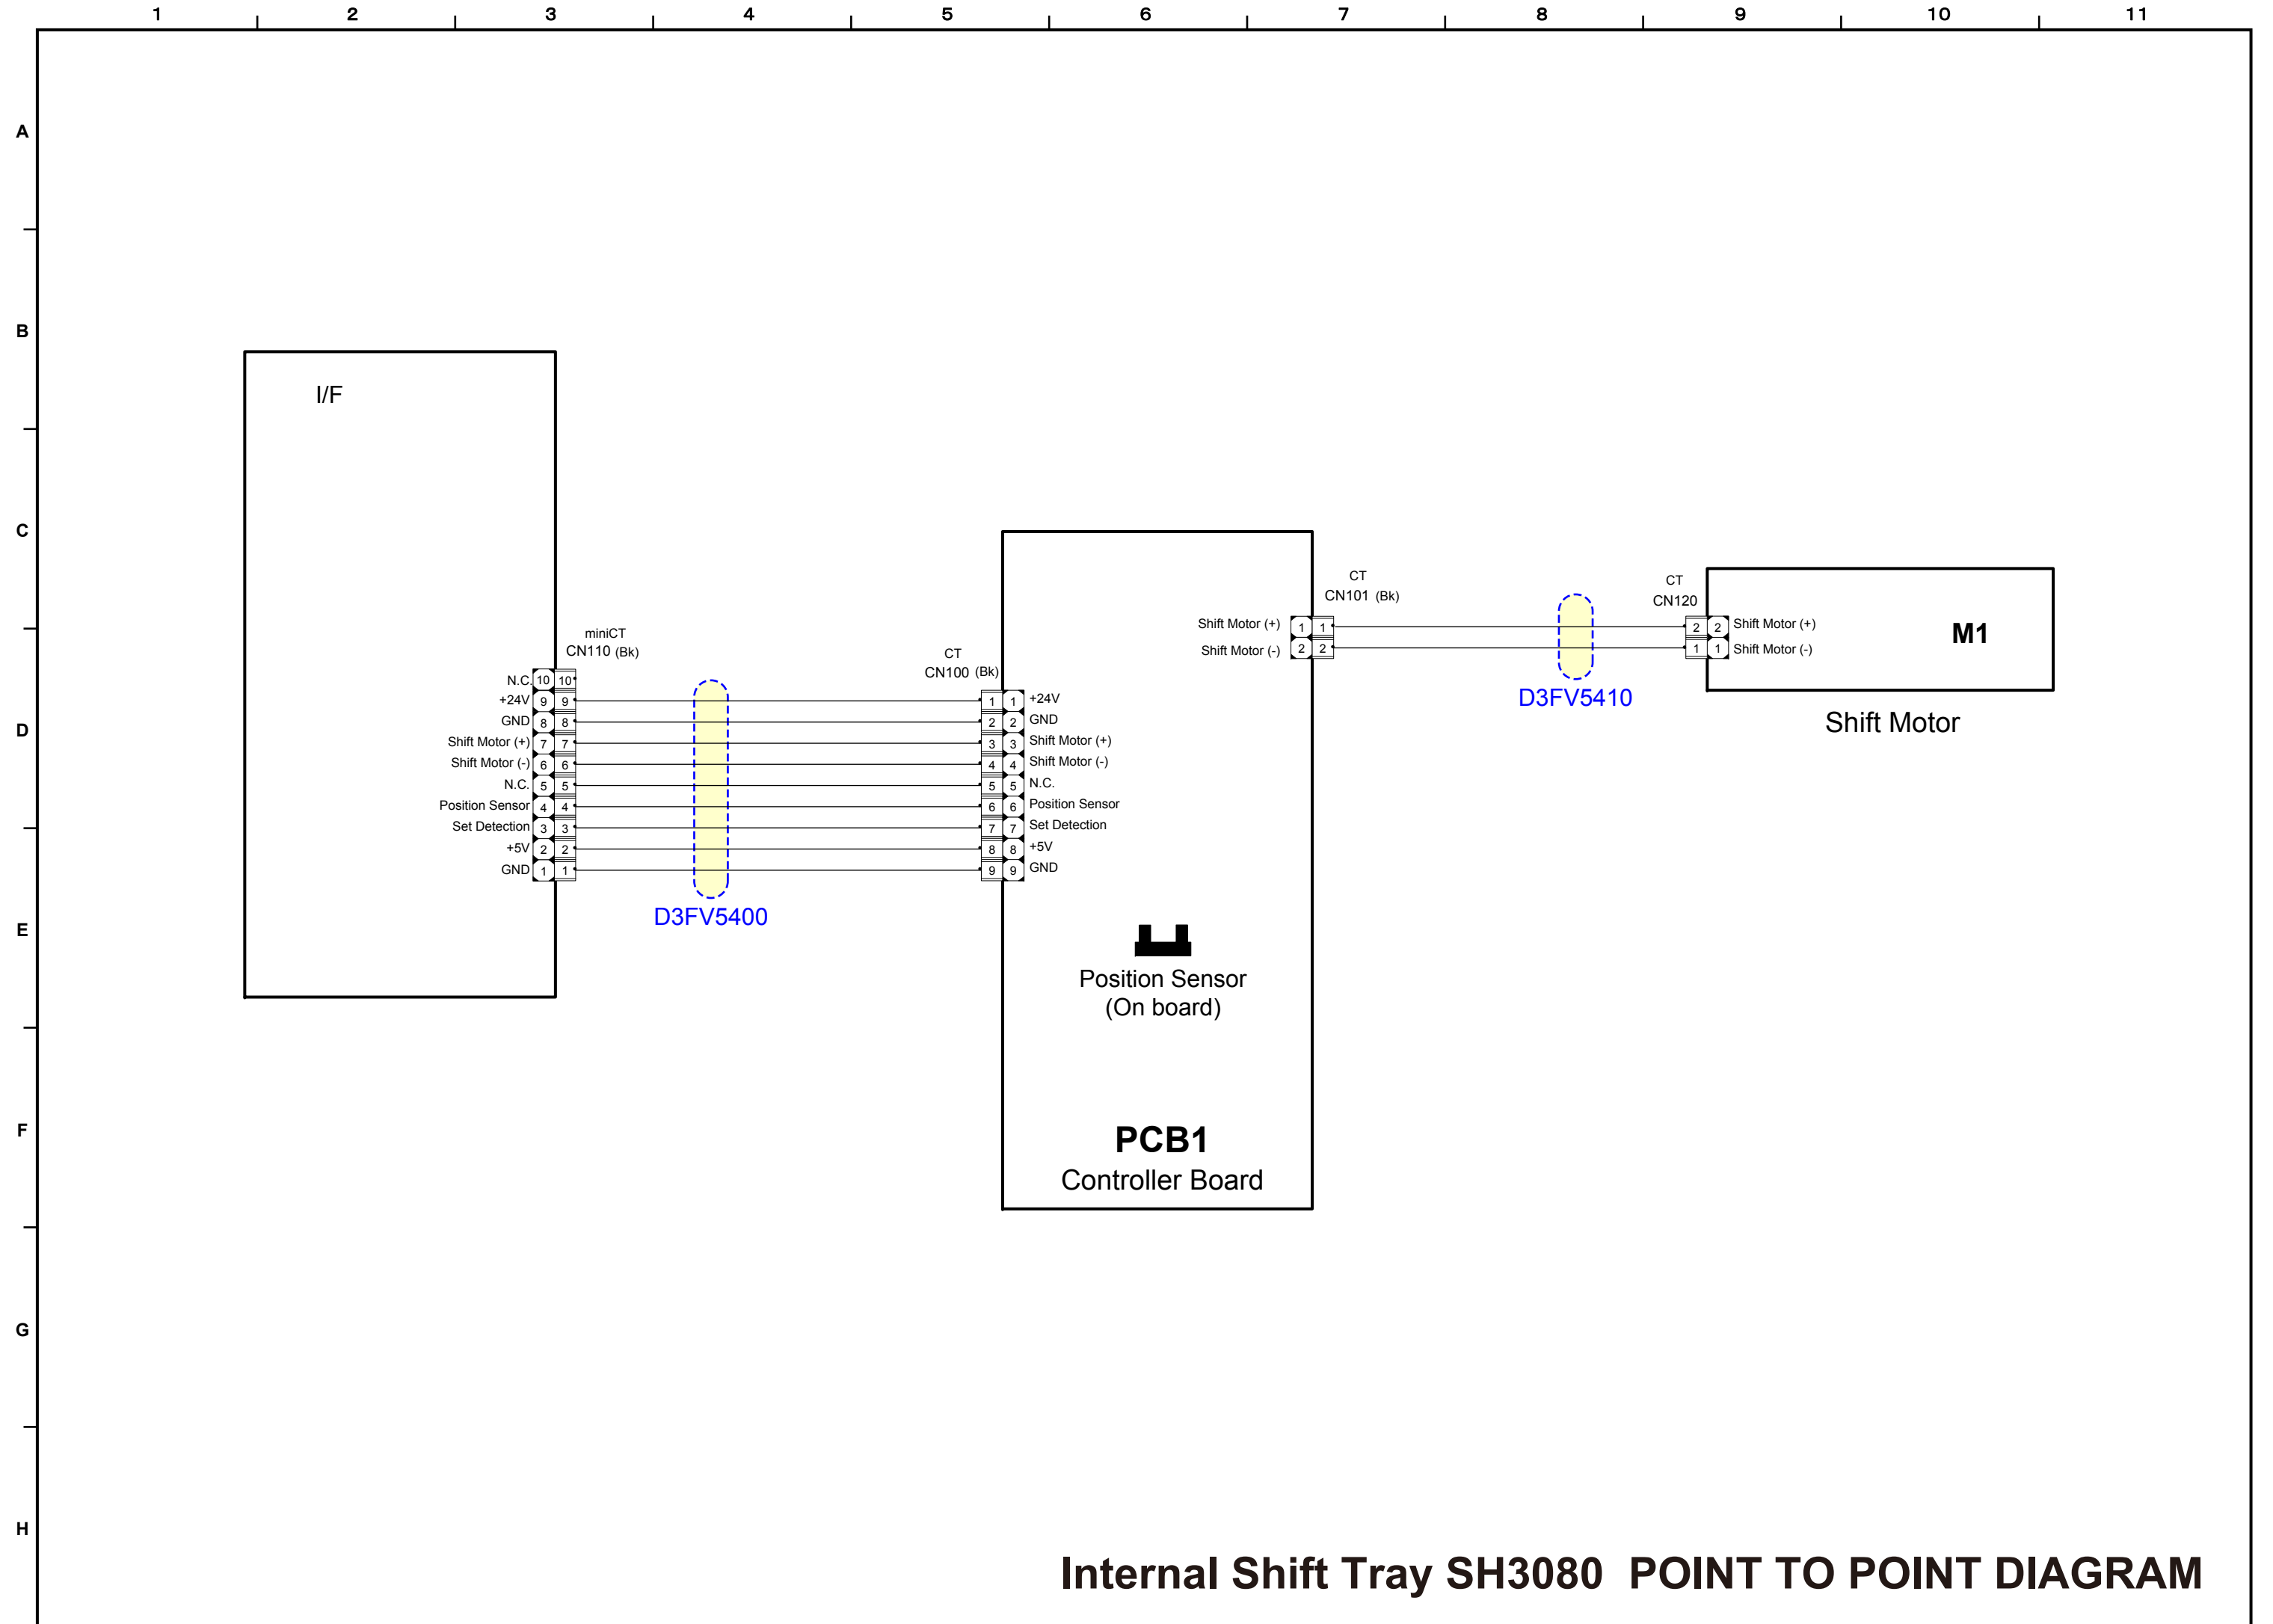 1 2 3 4 5 6 7 8 9 10 11
A
B
I/F
C
CT
CN101 (Bk)
CT
CN120
Shift Motor (+) 1 1
2 2 Shift Motor (+)
Shift Motor (-) 2 2
1 1 Shift Motor (-)
M1
D3FV5410
Shift Motor
miniCT
CN110 (Bk)
CT
CN100 (Bk)
D
N.C. 10 10
+24V 9 9
GND 8 8
Shift Motor (+) 7 7
Shift Motor (-) 6 6
N.C. 5 5
Position Sensor 4 4
Set Detection 3 3
+5V 2 2
GND 1 1
1 1 +24V
2 2 GND
3 3 Shift Motor (+)
4 4 Shift Motor (-)
5 5 N.C.
6 6 Position Sensor
7 7 Set Detection
8 8 +5V
9 9 GND
D3FV5400
E
Position Sensor
(On board)
F
PCB1
Controller Board
G
H
Internal Shift Tray SH3080 POINT TO POINT DIAGRAM